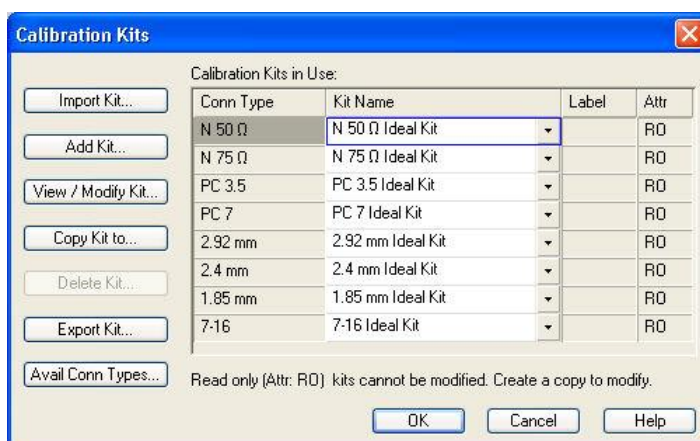 Calibration Kits
Calibration Kits in Use:
Import Kit...
Add Kit...
View / Modify Kit...
Copy Kit to...
Delete Kit...
Export Kit...
Avail Conn Types...
Conn Type Kit Name Label Attr
N 50 Ω N 50 Ω Ideal Kit RO
N 75 Ω N 75 Ω Ideal Kit RO
PC 3.5 PC 3.5 Ideal Kit RO
PC 7 PC 7 Ideal Kit RO
2.92 mm 2.92 mm Ideal Kit RO
2.4 mm 2.4 mm Ideal Kit RO
1.85 mm 1.85 mm Ideal Kit RO
7-16 7-16 Ideal Kit RO
Read only (Attr: RO) kits cannot be modified. Create a copy to modify.
OK Cancel Help